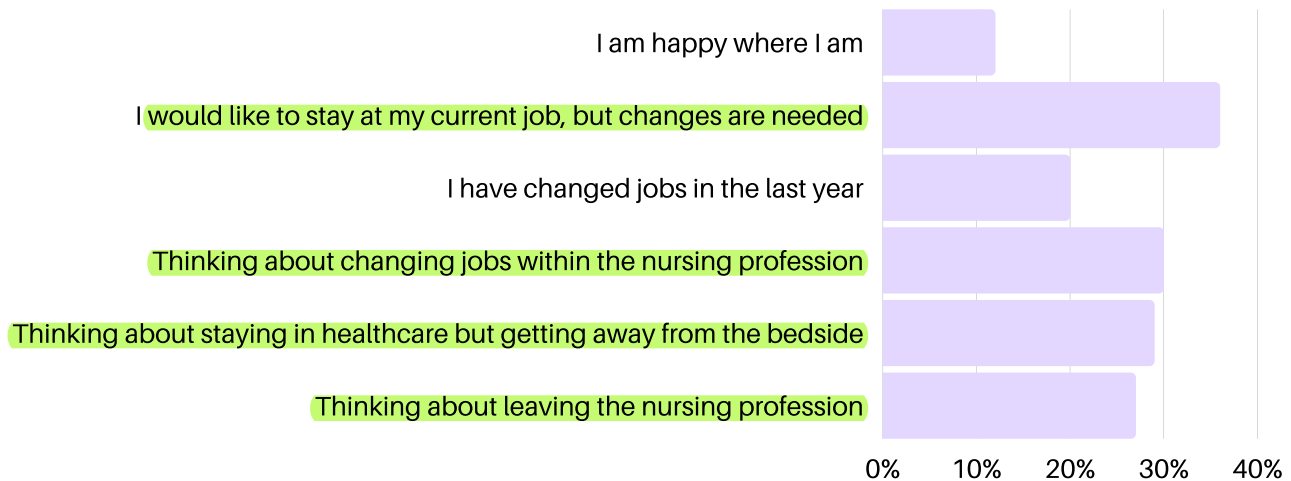 I am happy where I am
I would like to stay at my current job, but changes are needed
I have changed jobs in the last year
Thinking about changing jobs within the nursing profession
Thinking about staying in healthcare but getting away from the bedside
Thinking about leaving the nursing profession
0% 10% 20% 30% 40%